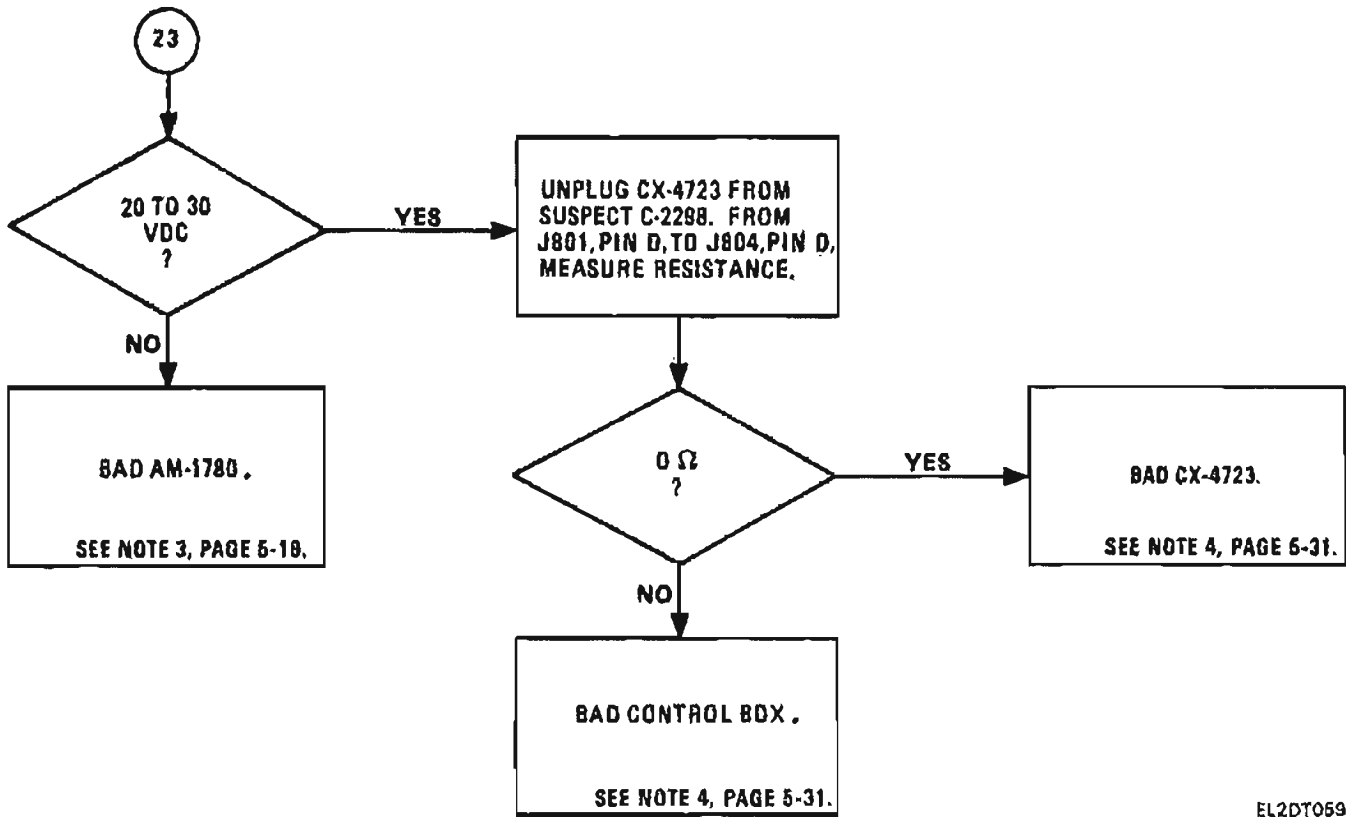 23
20 TO 30
VDC
?
YES
NO
UNPLUG CX-4723 FROM
SUSPECT C-2298. FROM
J801, PIN D, TO J804, PIN D,
MEASURE RESISTANCE.
BAD AM-1780.
SEE NOTE 3, PAGE 5-18.
0 Ω
?
YES
NO
BAD CX-4723.
SEE NOTE 4, PAGE 5-31.
BAD CONTROL BOX.
SEE NOTE 4, PAGE 5-31.
EL2DT059